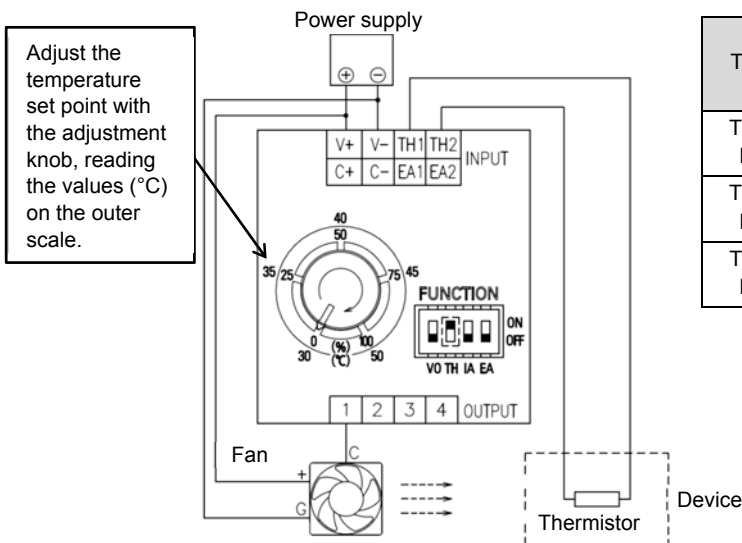 Power supply
Adjust the
temperature
set point with
the adjustment
knob, reading
the values (°C)
on the outer
scale.
+ −
V+ V− TH1 TH2
C+ C− EA1 EA2
INPUT
40
50
35 25 75 45
0 (%) 100
30 (℃) 50
FUNCTION
ON
OFF
VO TH IA EA
1 2 3 4 OUTPUT
Fan
C
+
G
Thermistor
Device